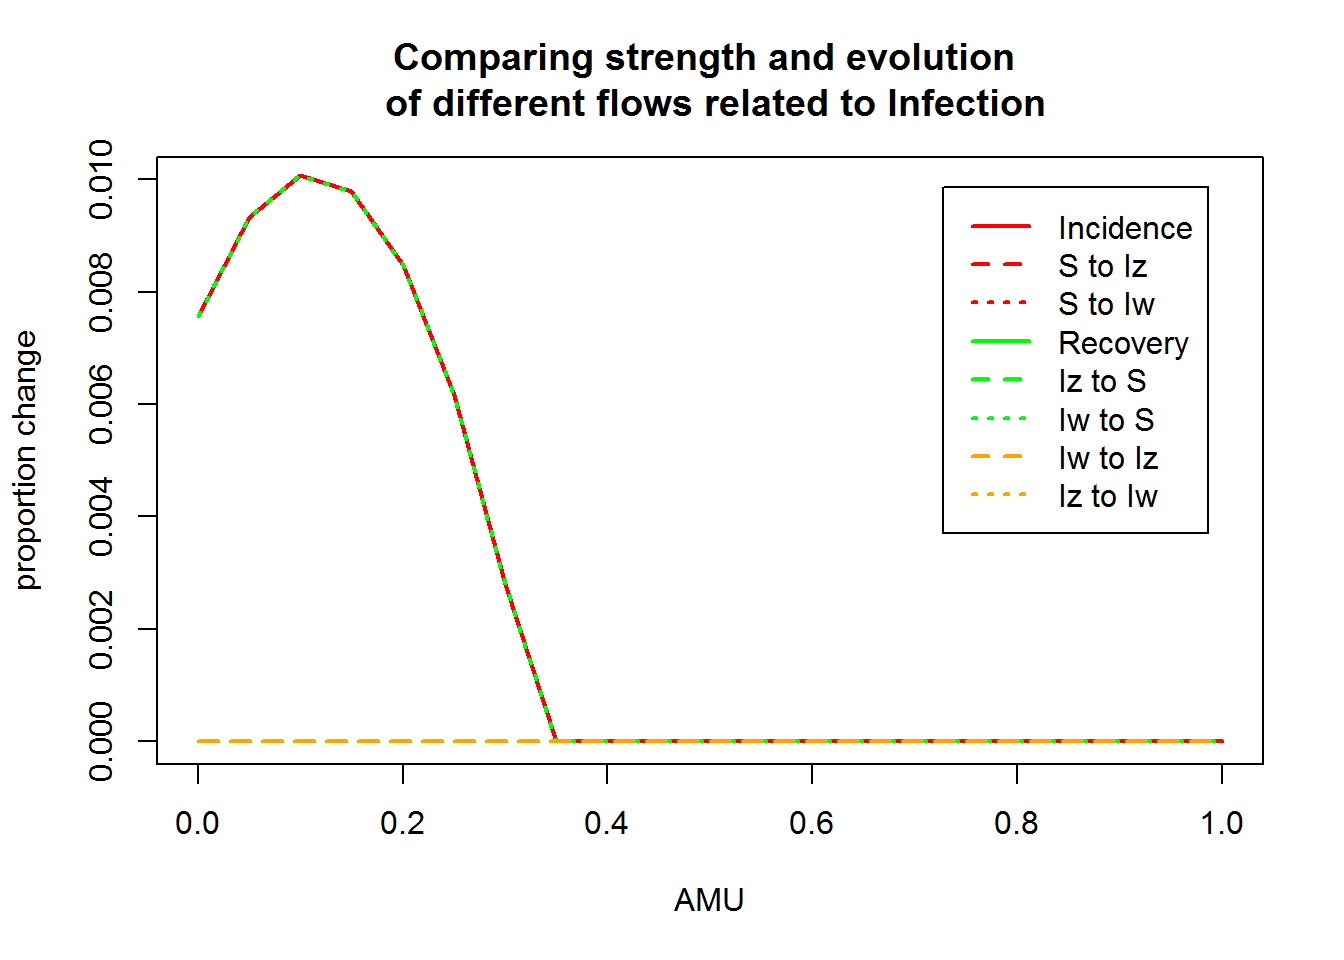 Comparing strength and evolution
of different flows related to Infection
proportion change
0.010
0.008
0.006
0.004
0.002
0.000
Incidence
S to Iz
S to Iw
Recovery
Iz to S
Iw to S
Iw to Iz
Iz to Iw
0.0 0.2 0.4 0.6 0.8 1.0
AMU